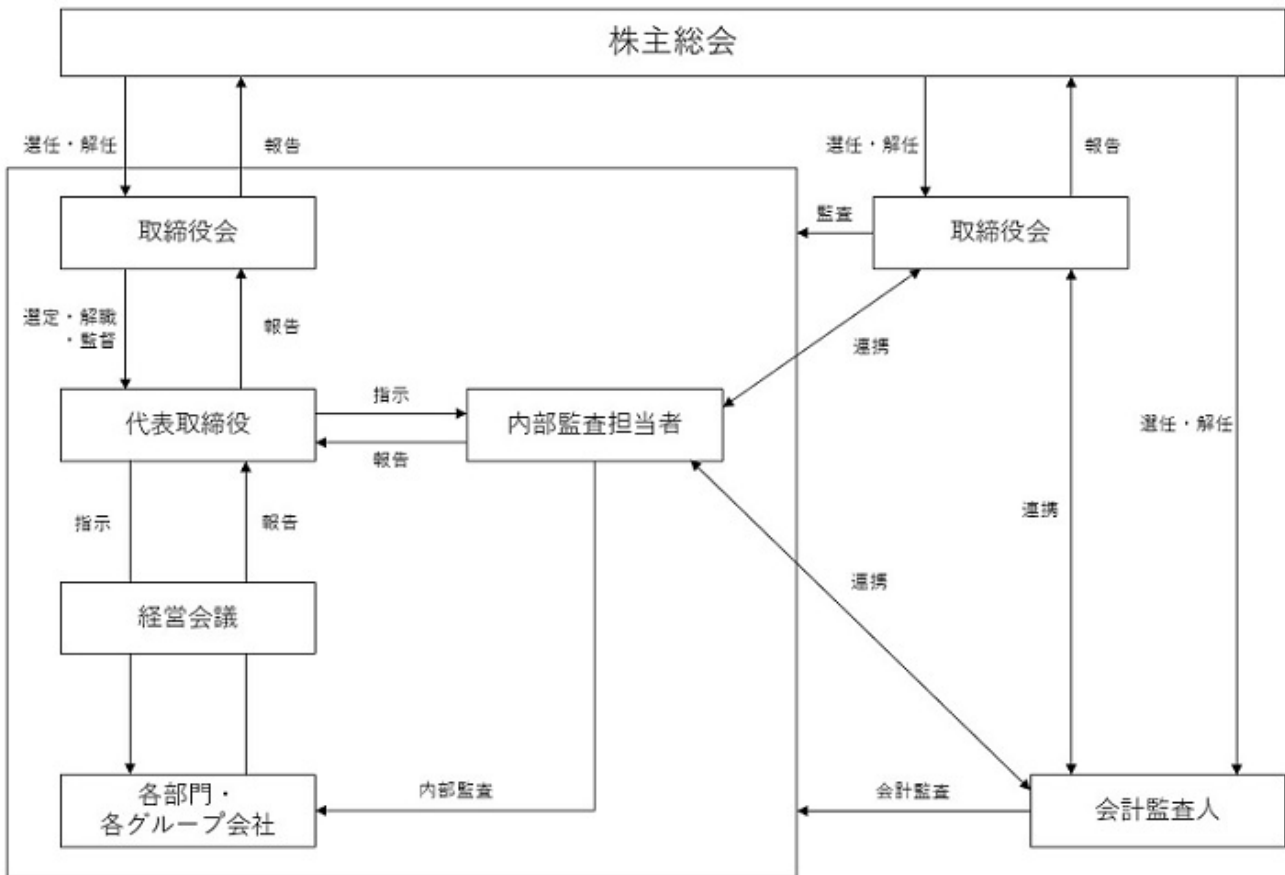 株主総会
選任・解任
報告
選任・解任
報告
取締役会
監査
取締役会
選定・解職
・監督
報告
連携
代表取締役
指示
報告
内部監査担当者
選任・解任
指示
報告
連携
連携
経営会議
各部門・
各グループ会社
内部監査
会計監査
会計監査人